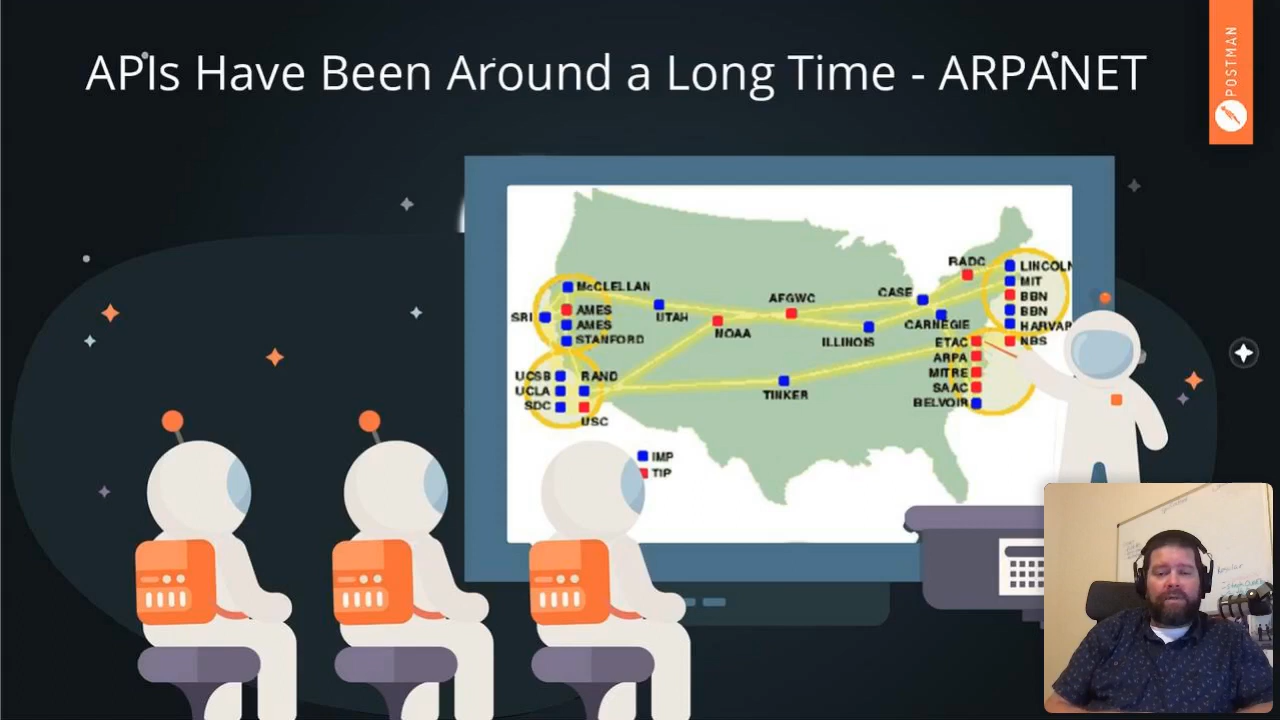 APIs Have Been Around a Long Time - ARPANET
POSTMAN
McCLELLAN
SRI
AMES
AMES
STANFORD
UCSB
RAND
UCLA
SDC
USC
UTAH
NOAA
AFGWC
ILLINOIS
TINKER
CASE
CARNEGIE
RADC
LINCOLN
MIT
BBN
BBN
HARVAR
NBS
ETAC
ARPA
MITRE
SAAC
BELVOIR
IMP
TIP